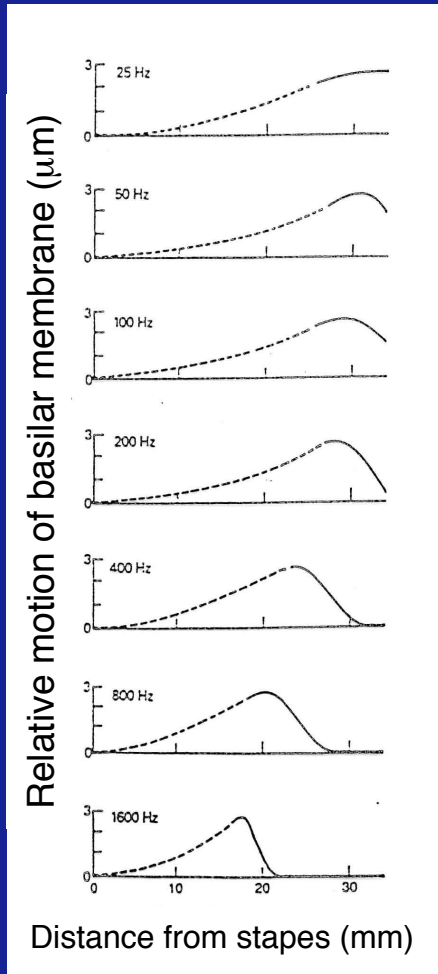 Relative motion of basilar membrane (μm)
3
25 Hz
0
3
50 Hz
0
3
100 Hz
0
3
200 Hz
0
3
400 Hz
0
3
800 Hz
0
3
1600 Hz
0
0 10 20 30
Distance from stapes (mm)